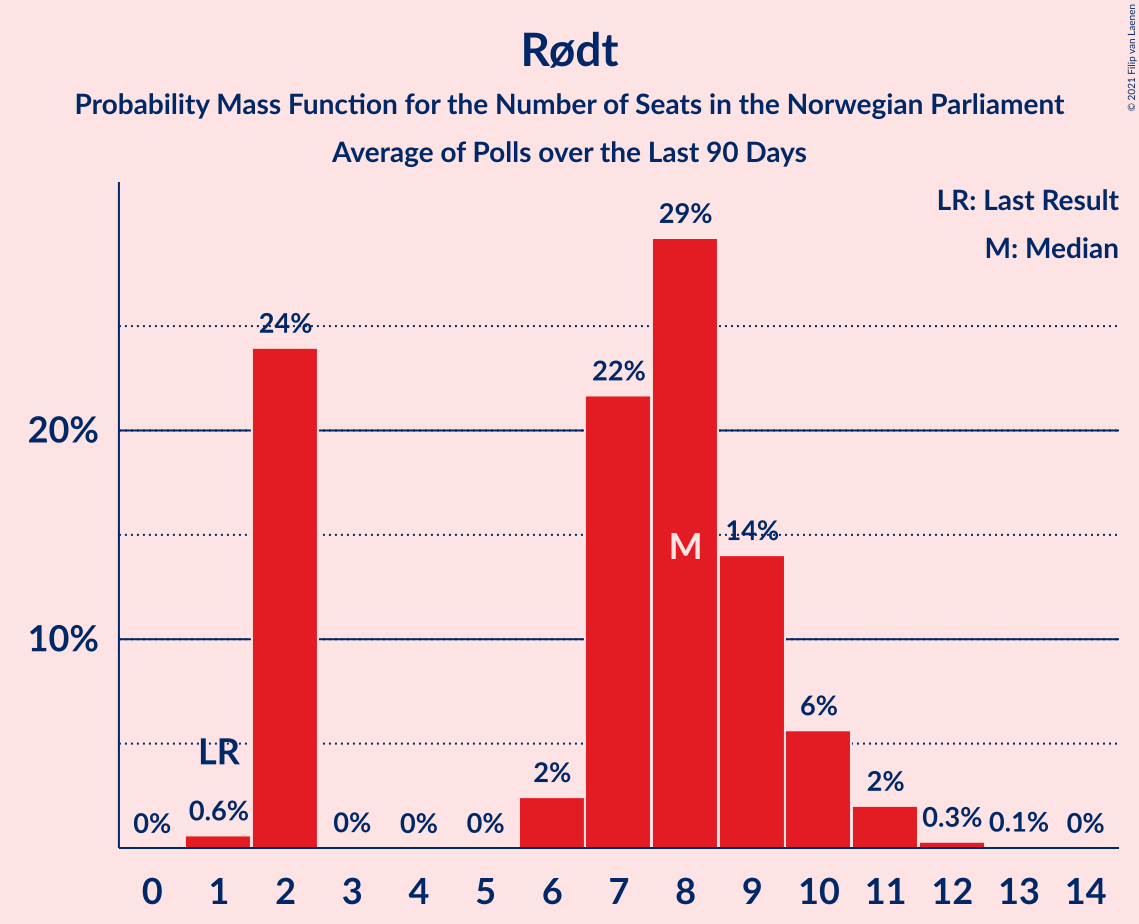 Rødt
Probability Mass Function for the Number of Seats in the Norwegian Parliament
Average of Polls over the Last 90 Days
© 2021 Filip van Laenen
LR: Last Result
M: Median
20%
10%
0%
LR
0.6%
24%
0%
0%
0%
2%
22%
29%
M
14%
6%
2%
0.3%
0.1%
0%
0 1 2 3 4 5 6 7 8 9 10 11 12 13 14